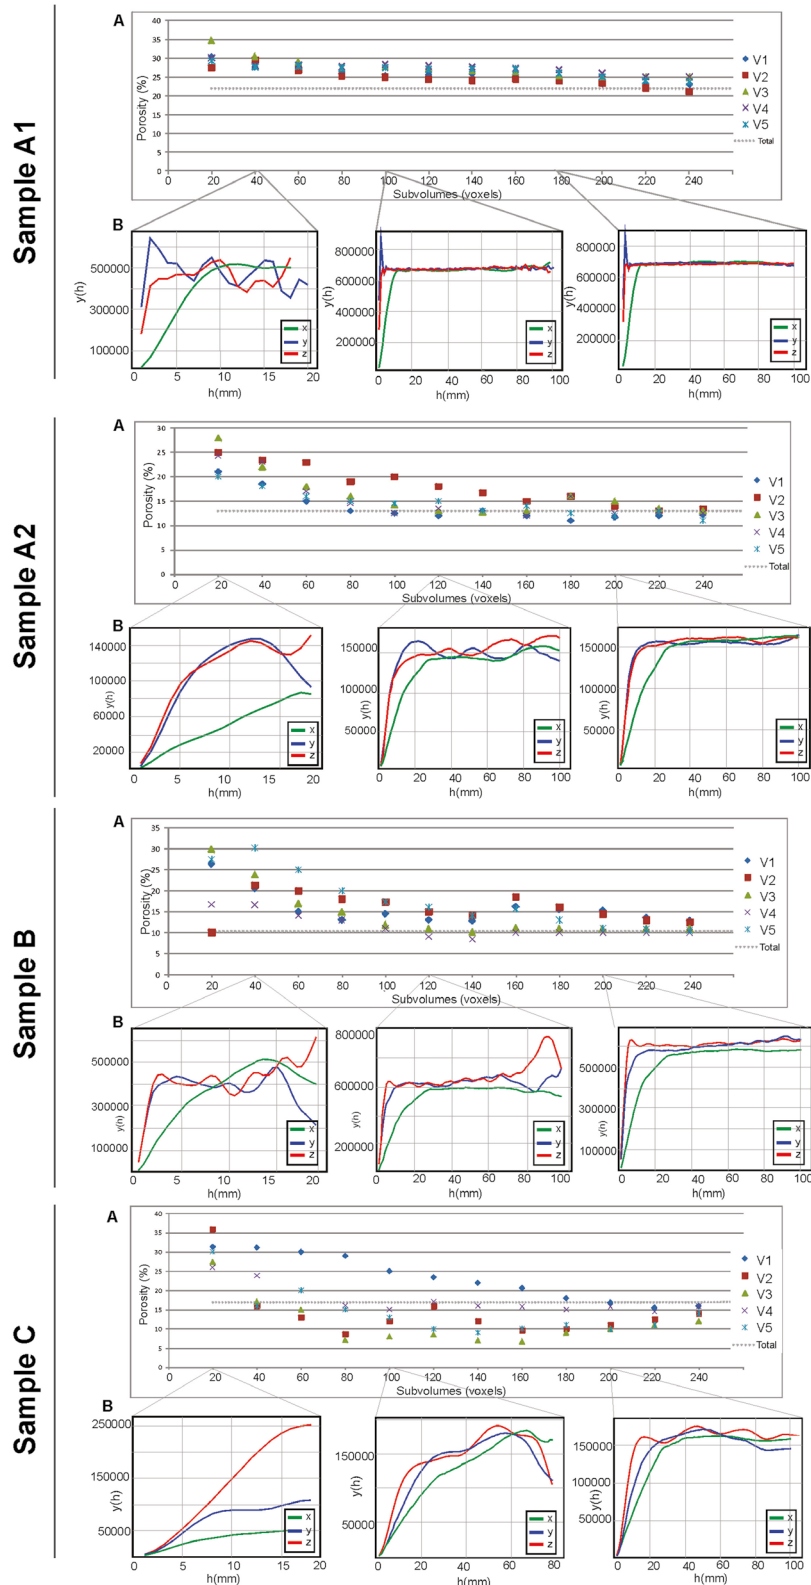 Sample A1
A
Porosity (%)
40
35
30
25
20
15
10
5
0
0 20 40 60 80 100 120 140 160 180 200 220 240
Subvolumes (voxels)
V1
V2
V3
V4
V5
Total
B
y(h)
500000
300000
100000
5 10 15 20
h(mm)
x
y
z
800000
600000
400000
200000
0 20 40 60 80 100
h(mm)
x
y
z
800000
600000
400000
200000
0 20 40 60 80 100
h(mm)
x
y
z
Sample A2
A
Porosity (%)
30
25
20
15
10
5
0
0 20 40 60 80 100 120 140 160 180 200 220 240
Subvolumes (voxels)
V1
V2
V3
V4
V5
Total
B
y(h)
140000
100000
60000
20000
0 5 10 15 20
h(mm)
x
y
z
y(h)
150000
100000
50000
0 20 40 60 80 100
h(mm)
x
y
z
y(h)
150000
100000
50000
0 20 40 60 80 100
h(mm)
x
y
z
Sample B
A
Porosity (%)
35
30
25
20
15
10
5
0
0 20 40 60 80 100 120 140 160 180 200 220 240
Subvolumes (voxels)
V1
V2
V3
V4
V5
Total
B
y(h)
500000
300000
100000
0 5 10 15 20
h(mm)
x
y
z
y(h)
800000
600000
400000
200000
0 20 40 60 80 100
h(mm)
x
y
z
y(h)
500000
300000
100000
0 20 40 60 80 100
h(mm)
x
y
z
Sample C
A
Porosity (%)
40
35
30
25
20
15
10
5
0
0 20 40 60 80 100 120 140 160 180 200 220 240
Subvolumes (voxels)
V1
V2
V3
V4
V5
Total
B
y(h)
250000
150000
50000
0 5 10 15 20
h(mm)
x
y
z
y(h)
150000
100000
50000
0 20 40 60 80
h(mm)
x
y
z
y(h)
150000
100000
50000
0 20 40 60 80 100
h(mm)
x
y
z